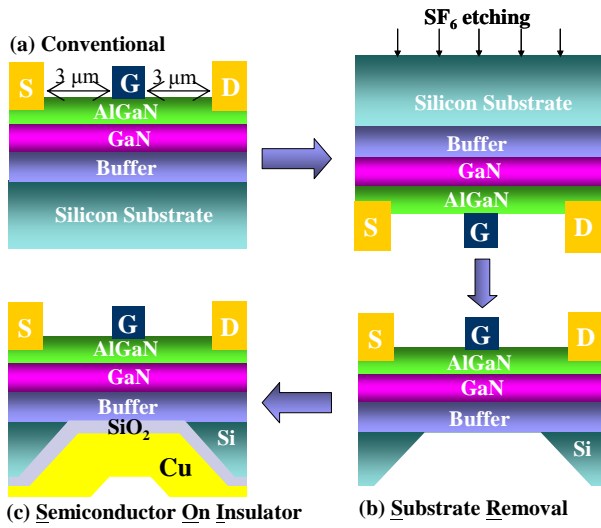 (a) Conventional
S 3 μm G 3 μm D
AlGaN
GaN
Buffer
Silicon Substrate
SF6 etching
Silicon Substrate
Buffer
GaN
AlGaN
S G D
S G D
AlGaN
GaN
Buffer
SiO2 Si
Cu
(c) Semiconductor On Insulator
S G D
AlGaN
GaN
Buffer
Si
(b) Substrate Removal